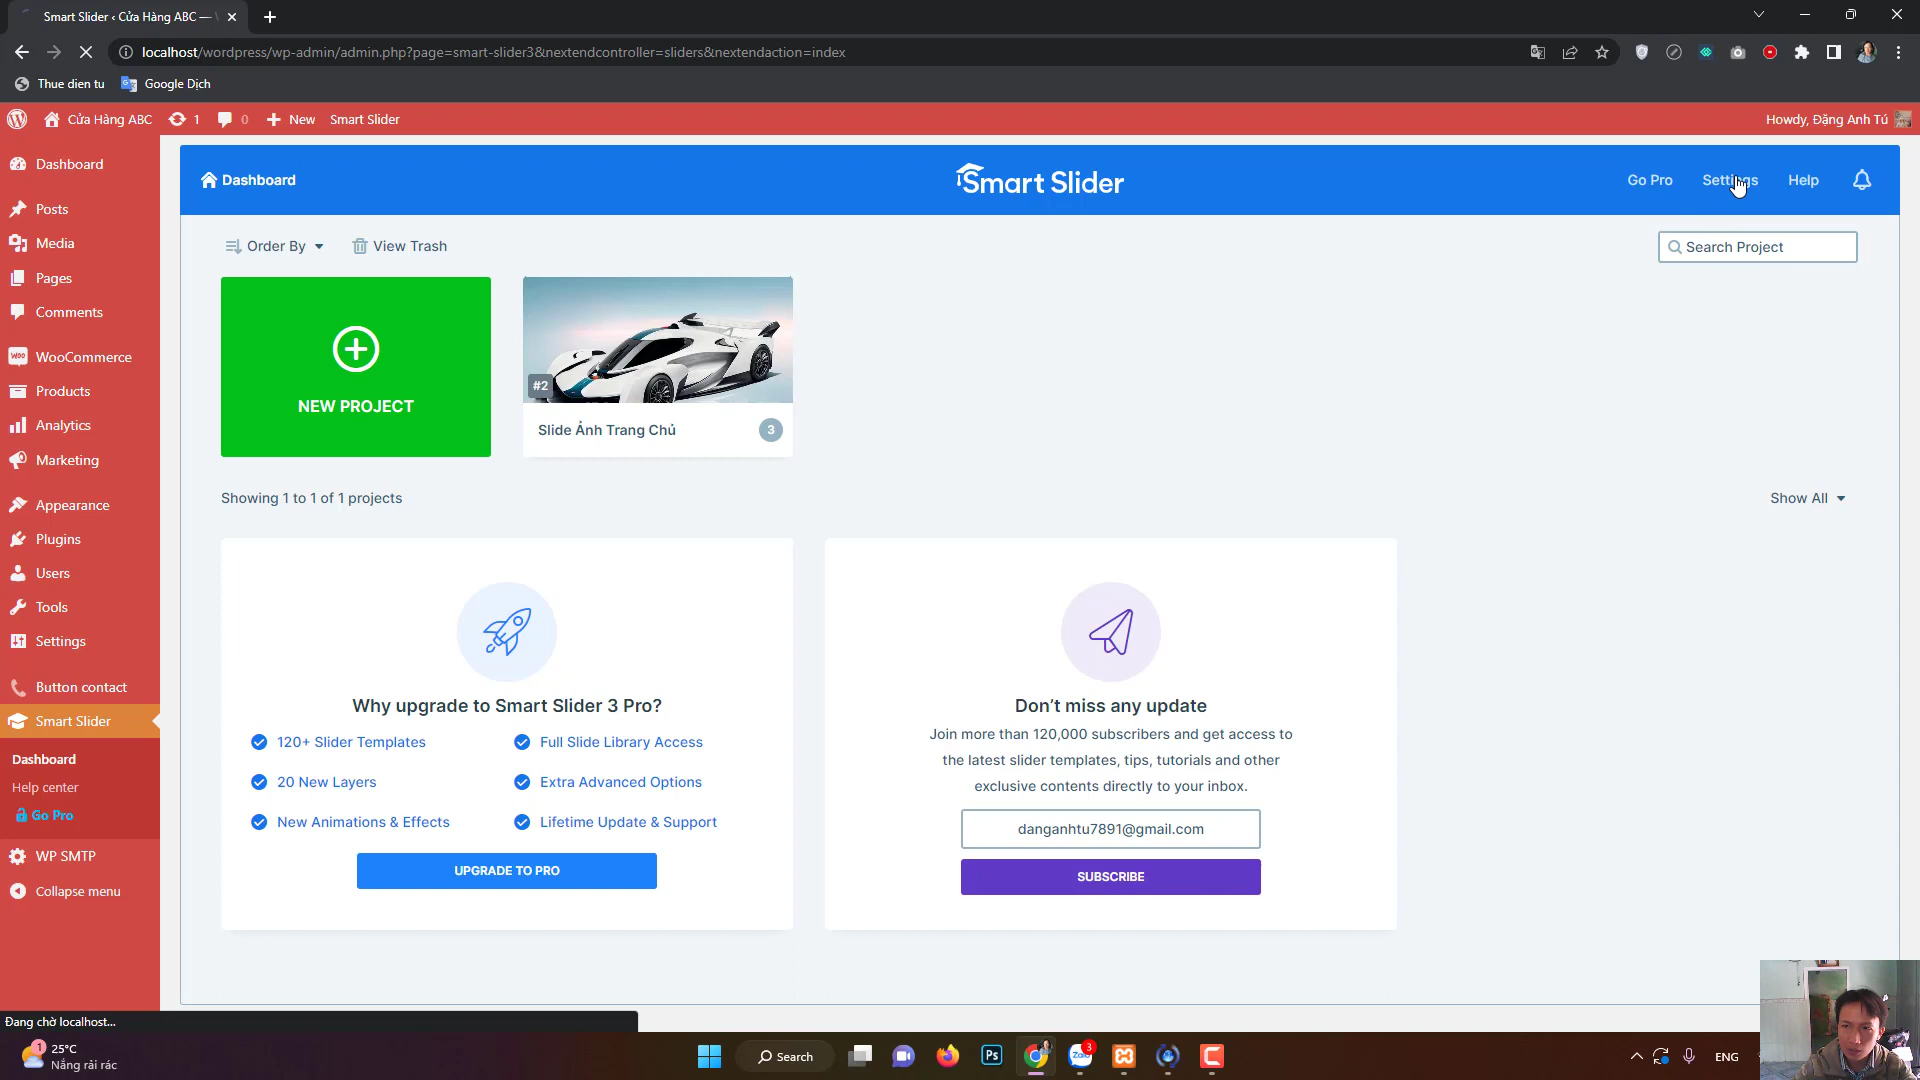 Smart Slider ‹ Cửa Hàng ABC —
localhost/wordpress/wp-admin/admin.php?page=smart-slider3&nextendcontroller=sliders&nextendaction=index
Thue dien tu
Google Dịch
Cửa Hàng ABC
1
0
New
Smart Slider
Howdy, Đặng Anh Tú
Dashboard
Posts
Media
Pages
Comments
WooCommerce
Products
Analytics
Marketing
Appearance
Plugins
Users
Tools
Settings
Button contact
Smart Slider
Dashboard
Help center
Go Pro
WP SMTP
Collapse menu
Dashboard
Smart Slider
Go Pro
Settings
Help
Order By
View Trash
Search Project
NEW PROJECT
#2
Slide Ảnh Trang Chủ
3
Showing 1 to 1 of 1 projects
Show All
Why upgrade to Smart Slider 3 Pro?
120+ Slider Templates
Full Slide Library Access
20 New Layers
Extra Advanced Options
New Animations & Effects
Lifetime Update & Support
UPGRADE TO PRO
Don't miss any update
Join more than 120,000 subscribers and get access to
the latest slider templates, tips, tutorials and other
exclusive contents directly to your inbox.
danganhtu7891@gmail.com
SUBSCRIBE
Đang chờ localhost...
1
25°C
Nắng rải rác
Search
Ps
Zalo
3
ENG